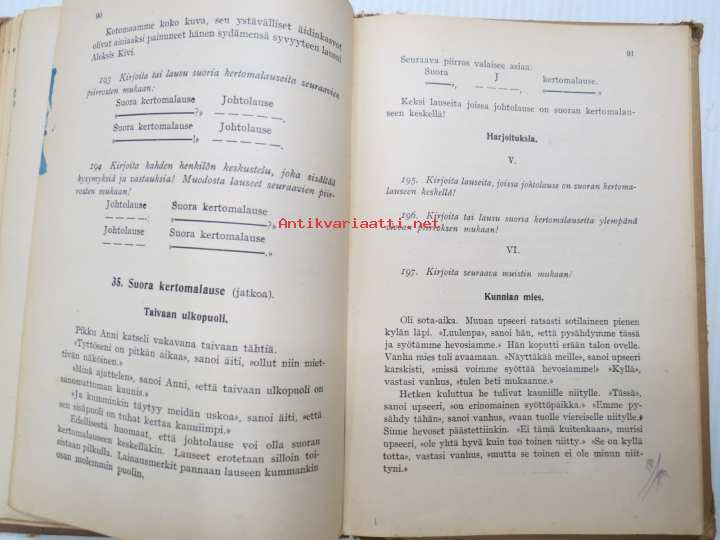 90
Kotomaamme koko kuva, sen ystävälliset äidinkasvot
olivat ainiaaksi painuneet hänen sydämensä syvyyteen lausui
Aleksis Kivi.
193 Kirjoita tai lausu suoria kertomalauseita seuraavien
piirrosten mukaan:
Suora kertomalause Johtolause
»————?» — — — —.
Suora kertomalause Johtolause
»————!» — — — —.
194 Kirjoita kahden henkilön keskustelu, joka sisältää
kysymyksiä ja vastauksia! Muodosta lauseet seuraavien piir-
rosten mukaan!
Johtolause Suora kertomalause
— — — —: »————?»
Johtolause Suora kertomalause
— — — — »————.»
35. Suora kertomalause (jatkoa).
Taivaan ulkopuoli.
Pikku Anni katseli vakavana taivaan tähtiä.
»Tyttöseni on pitkän aikaa», sanoi äiti, »ollut niin miet-
tivän näköinen.»
»Minä ajattelen», sanoi Anni, »että taivaan ulkopuoli on
sanomattoman kaunis.»
»Ja kumminkin täytyy meidän uskoa», sanoi äiti, »että
sen sisäpuoli on tuhat kertaa kauniimpi.»
Edellisestä huomaat, että johtolause voi olla suoran
kertomalauseen keskelläkin. Lauseet erotetaan silloin toi-
sistaan pilkulla. Lainausmerkit pannaan lauseen kummankin
osan molemmin puolin.
91
Seuraava piirros valaisee asiaa:
Suora J kertomalause.
»————», — — — —, »————.»
Keksi lauseita joissa johtolause on suoran kertomalau-
seen keskellä!
Harjoituksia.
V.
195. Kirjoita lauseita, joissa johtolause on suoran kertoma-
lauseen keskellä!
196. Kirjoita tai lausu suoria kertomalauseita ylempänä
olevan piirroksen mukaan!
VI.
197. Kirjoita seuraava muistin mukaan!
Kunnian mies.
Oli sota-aika. Muuan upseeri ratsasti sotilaineen pienen
kylän läpi. »Luulenpa», sanoi hän, »että pysähdymme tässä
ja syötämme hevosiamme.» Hän koputti erään talon ovelle.
Vanha mies tuli avaamaan. »Näyttäkää meille», sanoi upseeri
karskisti, »missä voimme syöttää hevosiamme!» »Kyllä»,
vastasi vanhus, »tulen beti mukaanne.»
Hetken kuluttua he tulivat kauniille niitylle. »Tässä»,
sanoi upseeri, »on erinomainen syöttöpaikka.» »Emme py-
sähdy tähän», sanoi vanhus, »vaan tuolle viereiselle niitylle.»
Sinne hevoset päästettiinkin. »Ei tämä kuitenkaan», murisi
upseeri, »ole yhtä hyvä kuin tuo toinen niitty.» »Se on kyllä
totta», vastasi vanhus, »mutta se toinen ei ole minun niit-
tyni.»
Antikvariaatti.net